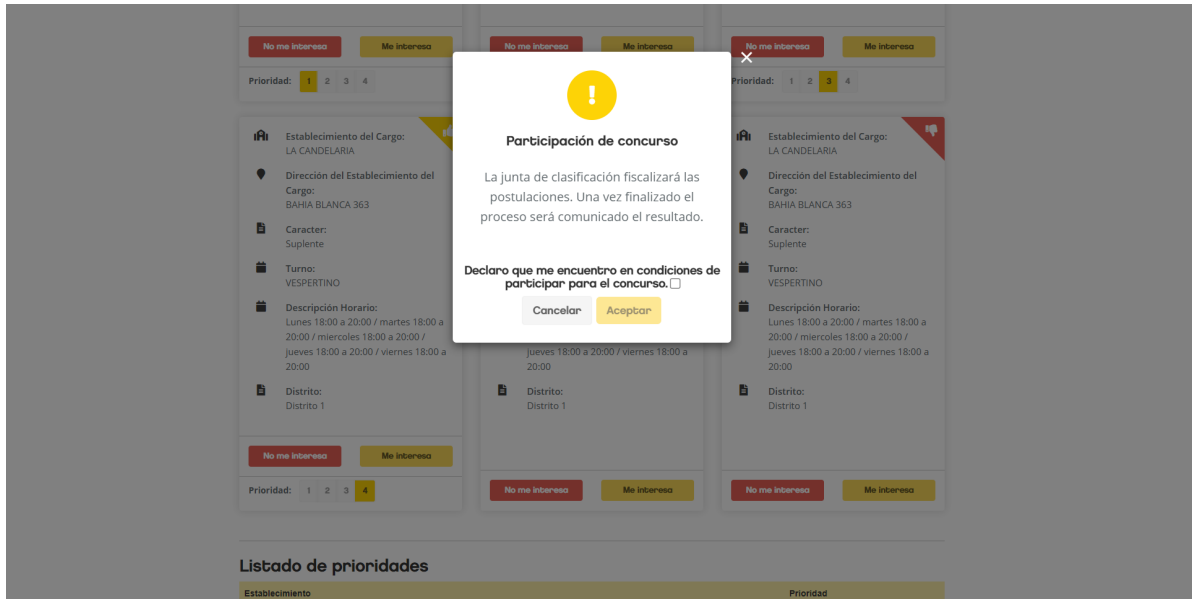 No me interesa
Me interesa
No me interesa
Me interesa
No me interesa
Me interesa
Prioridad: 1 2 3 4
Prioridad: 1 2 3 4
Participación de concurso
La junta de clasificación fiscalizará las
postulaciones. Una vez finalizado el
proceso será comunicado el resultado.
Declaro que me encuentro en condiciones de
participar para el concurso.
Cancelar
Aceptar
Establecimiento del Cargo:
LA CANDELARIA
Dirección del Establecimiento del
Cargo:
BAHIA BLANCA 363
Caracter:
Suplente
Turno:
VESPERTINO
Descripción Horario:
Lunes 18:00 a 20:00 / martes 18:00 a
20:00 / miercoles 18:00 a 20:00 /
jueves 18:00 a 20:00 / viernes 18:00 a
20:00
Distrito:
Distrito 1
No me interesa
Me interesa
Prioridad: 1 2 3 4
jueves 18:00 a 20:00 / viernes 18:00 a
20:00
Distrito:
Distrito 1
No me interesa
Me interesa
Establecimiento del Cargo:
LA CANDELARIA
Dirección del Establecimiento del
Cargo:
BAHIA BLANCA 363
Caracter:
Suplente
Turno:
VESPERTINO
Descripción Horario:
Lunes 18:00 a 20:00 / martes 18:00 a
20:00 / miercoles 18:00 a 20:00 /
jueves 18:00 a 20:00 / viernes 18:00 a
20:00
Distrito:
Distrito 1
No me interesa
Me interesa
Listado de prioridades
Establecimiento
Prioridad